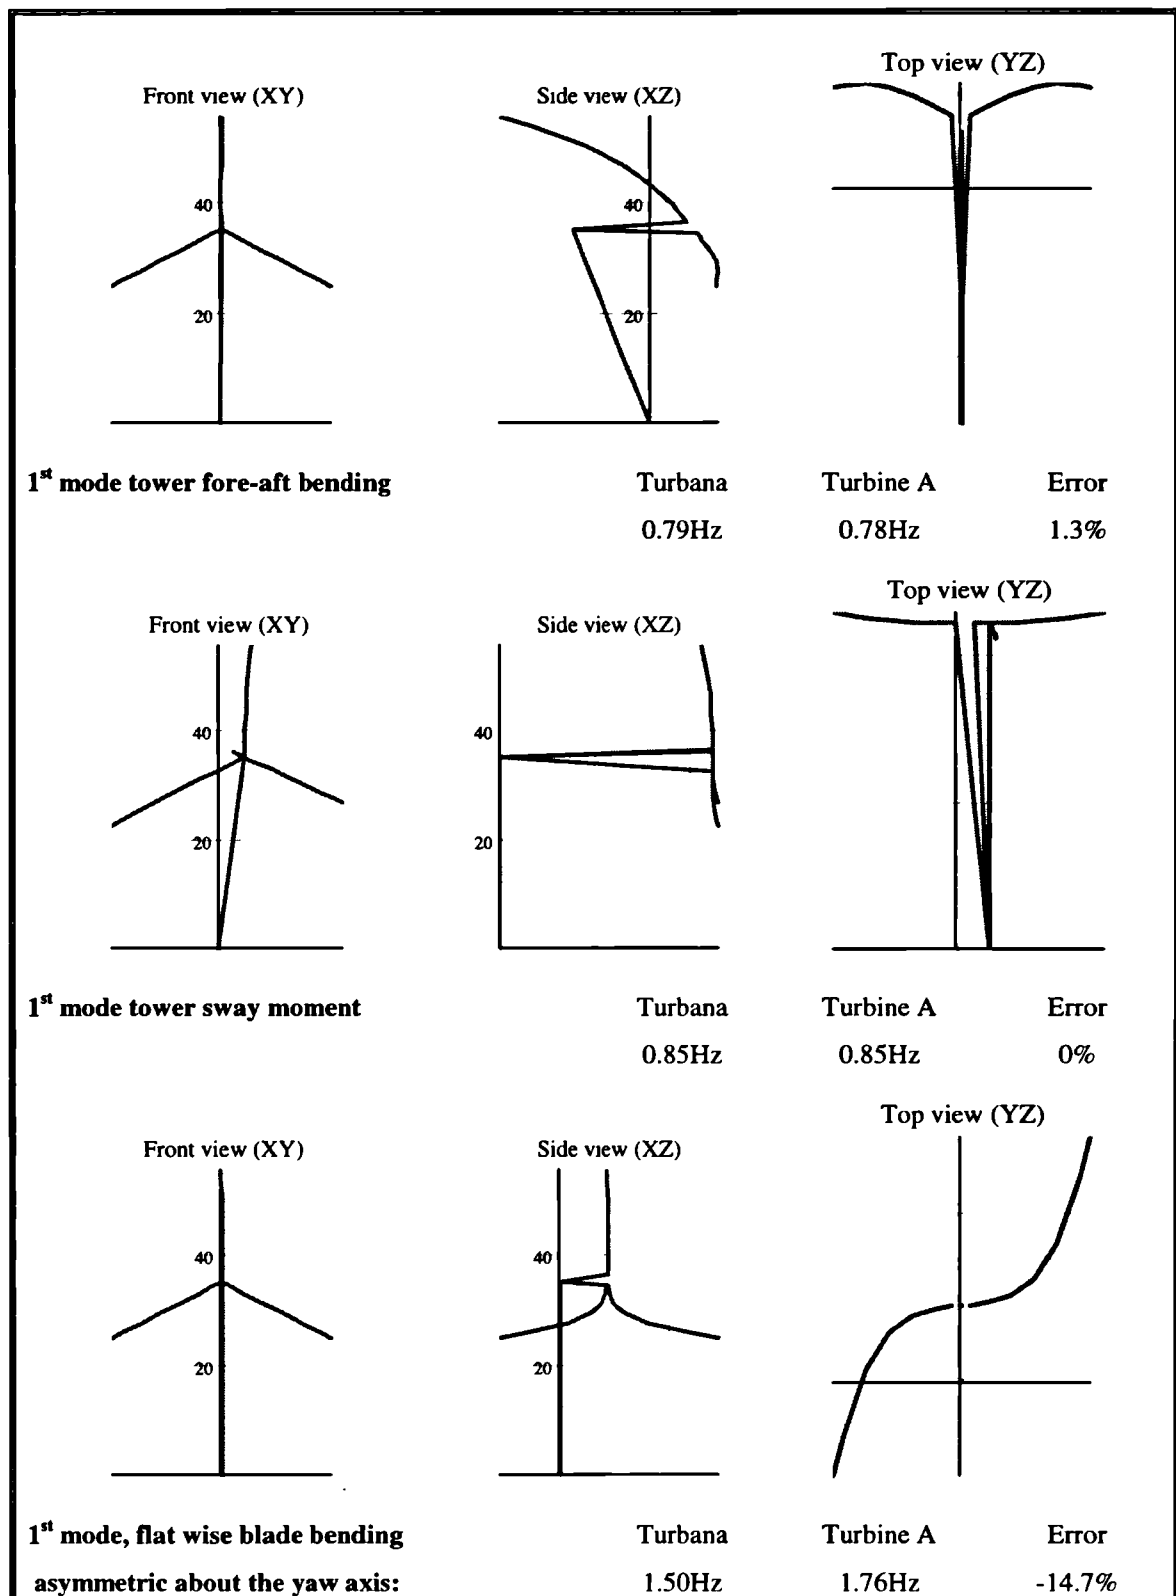 Top view (YZ)
Front view (XY)
Side view (XZ)
40
40
20
20
1st mode tower fore-aft bending Turbana Turbine A Error
0.79Hz 0.78Hz 1.3%
Top view (YZ)
Front view (XY)
Side view (XZ)
40
40
20
20
1st mode tower sway moment Turbana Turbine A Error
0.85Hz 0.85Hz 0%
Top view (YZ)
Front view (XY)
Side view (XZ)
40
40
20
20
1st mode, flat wise blade bending Turbana Turbine A Error
asymmetric about the yaw axis: 1.50Hz 1.76Hz -14.7%